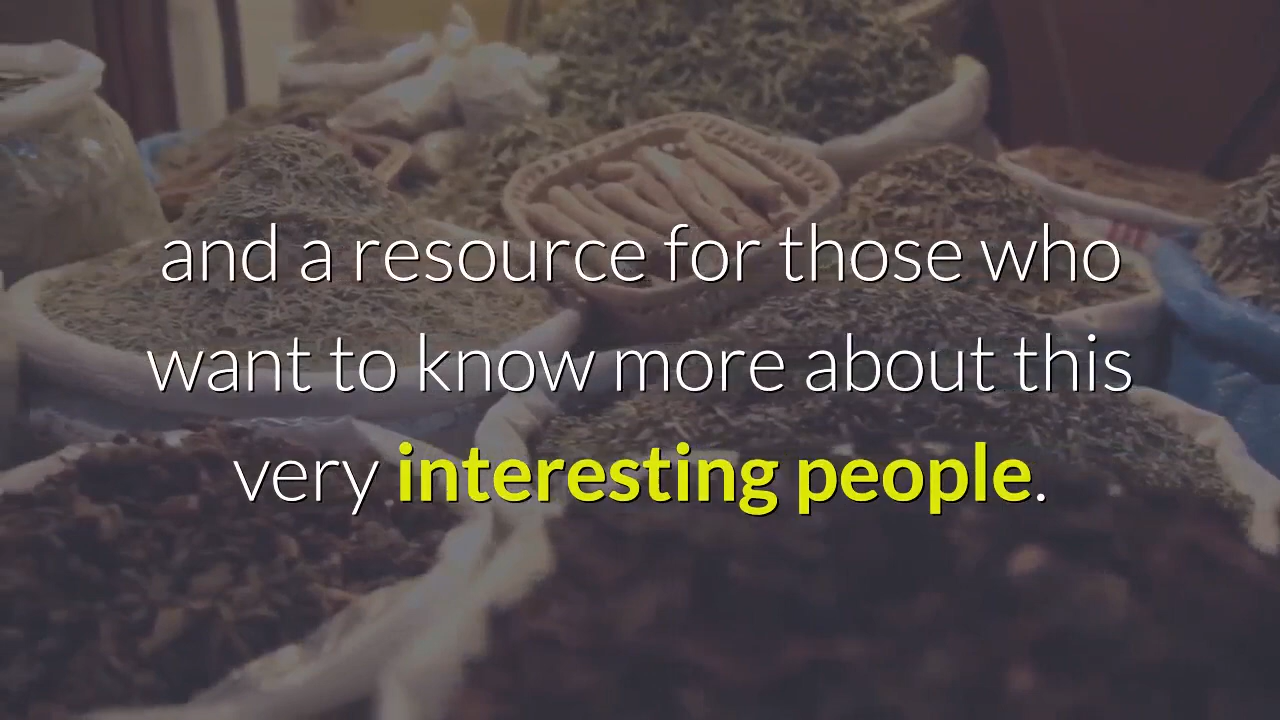 and a resource for those who
want to know more about this
very interesting people.